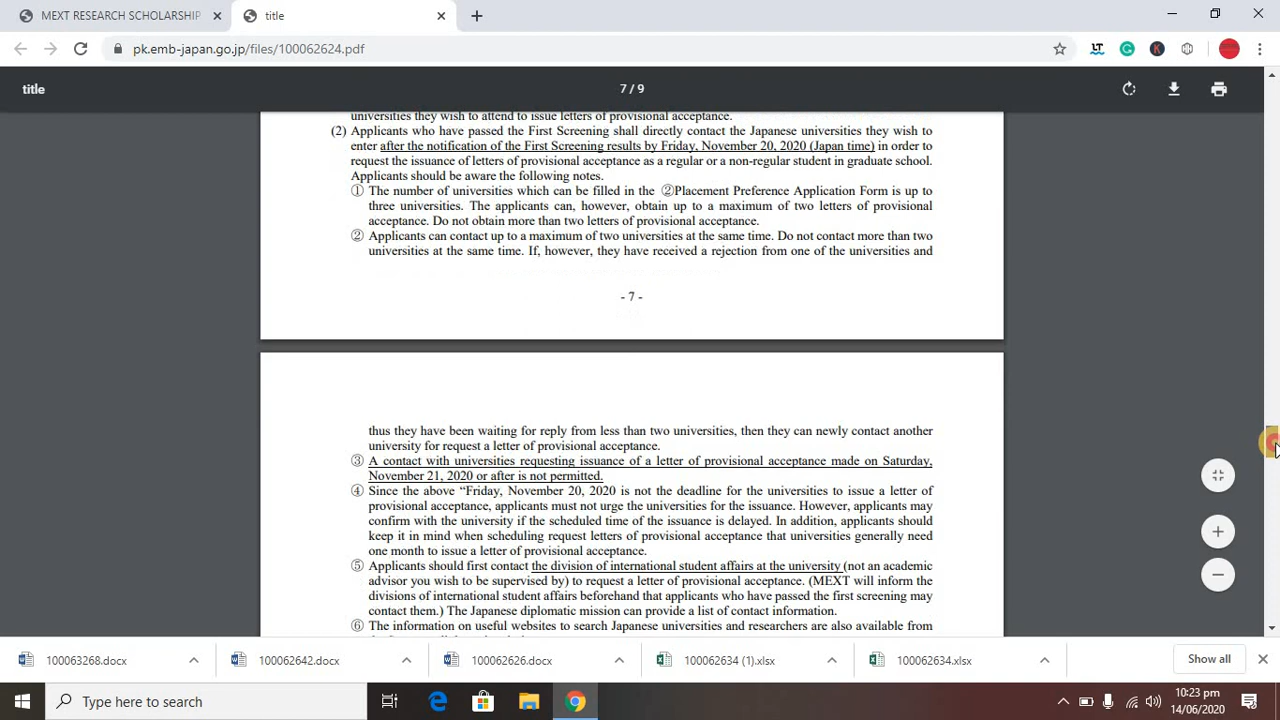 MEXT RESEARCH SCHOLARSHIP
title
pk.emb-japan.go.jp/files/100062624.pdf
title
7 / 9
universities they wish to attend to issue letters of provisional acceptance.
(2) Applicants who have passed the First Screening shall directly contact the Japanese universities they wish to
enter after the notification of the First Screening results by Friday, November 20, 2020 (Japan time) in order to
request the issuance of letters of provisional acceptance as a regular or a non-regular student in graduate school.
Applicants should be aware the following notes.
① The number of universities which can be filled in the ②Placement Preference Application Form is up to
three universities. The applicants can, however, obtain up to a maximum of two letters of provisional
acceptance. Do not obtain more than two letters of provisional acceptance.
② Applicants can contact up to a maximum of two universities at the same time. Do not contact more than two
universities at the same time. If, however, they have received a rejection from one of the universities and
- 7 -
thus they have been waiting for reply from less than two universities, then they can newly contact another
university for request a letter of provisional acceptance.
③ A contact with universities requesting issuance of a letter of provisional acceptance made on Saturday,
November 21, 2020 or after is not permitted.
④ Since the above “Friday, November 20, 2020 is not the deadline for the universities to issue a letter of
provisional acceptance, applicants must not urge the universities for the issuance. However, applicants may
confirm with the university if the scheduled time of the issuance is delayed. In addition, applicants should
keep it in mind when scheduling request letters of provisional acceptance that universities generally need
one month to issue a letter of provisional acceptance.
⑤ Applicants should first contact the division of international student affairs at the university (not an academic
advisor you wish to be supervised by) to request a letter of provisional acceptance. (MEXT will inform the
divisions of international student affairs beforehand that applicants who have passed the first screening may
contact them.) The Japanese diplomatic mission can provide a list of contact information.
⑥ The information on useful websites to search Japanese universities and researchers are also available from
100063268.docx
100062642.docx
100062626.docx
100062634 (1).xlsx
100062634.xlsx
Show all
Type here to search
10:23 pm
14/06/2020